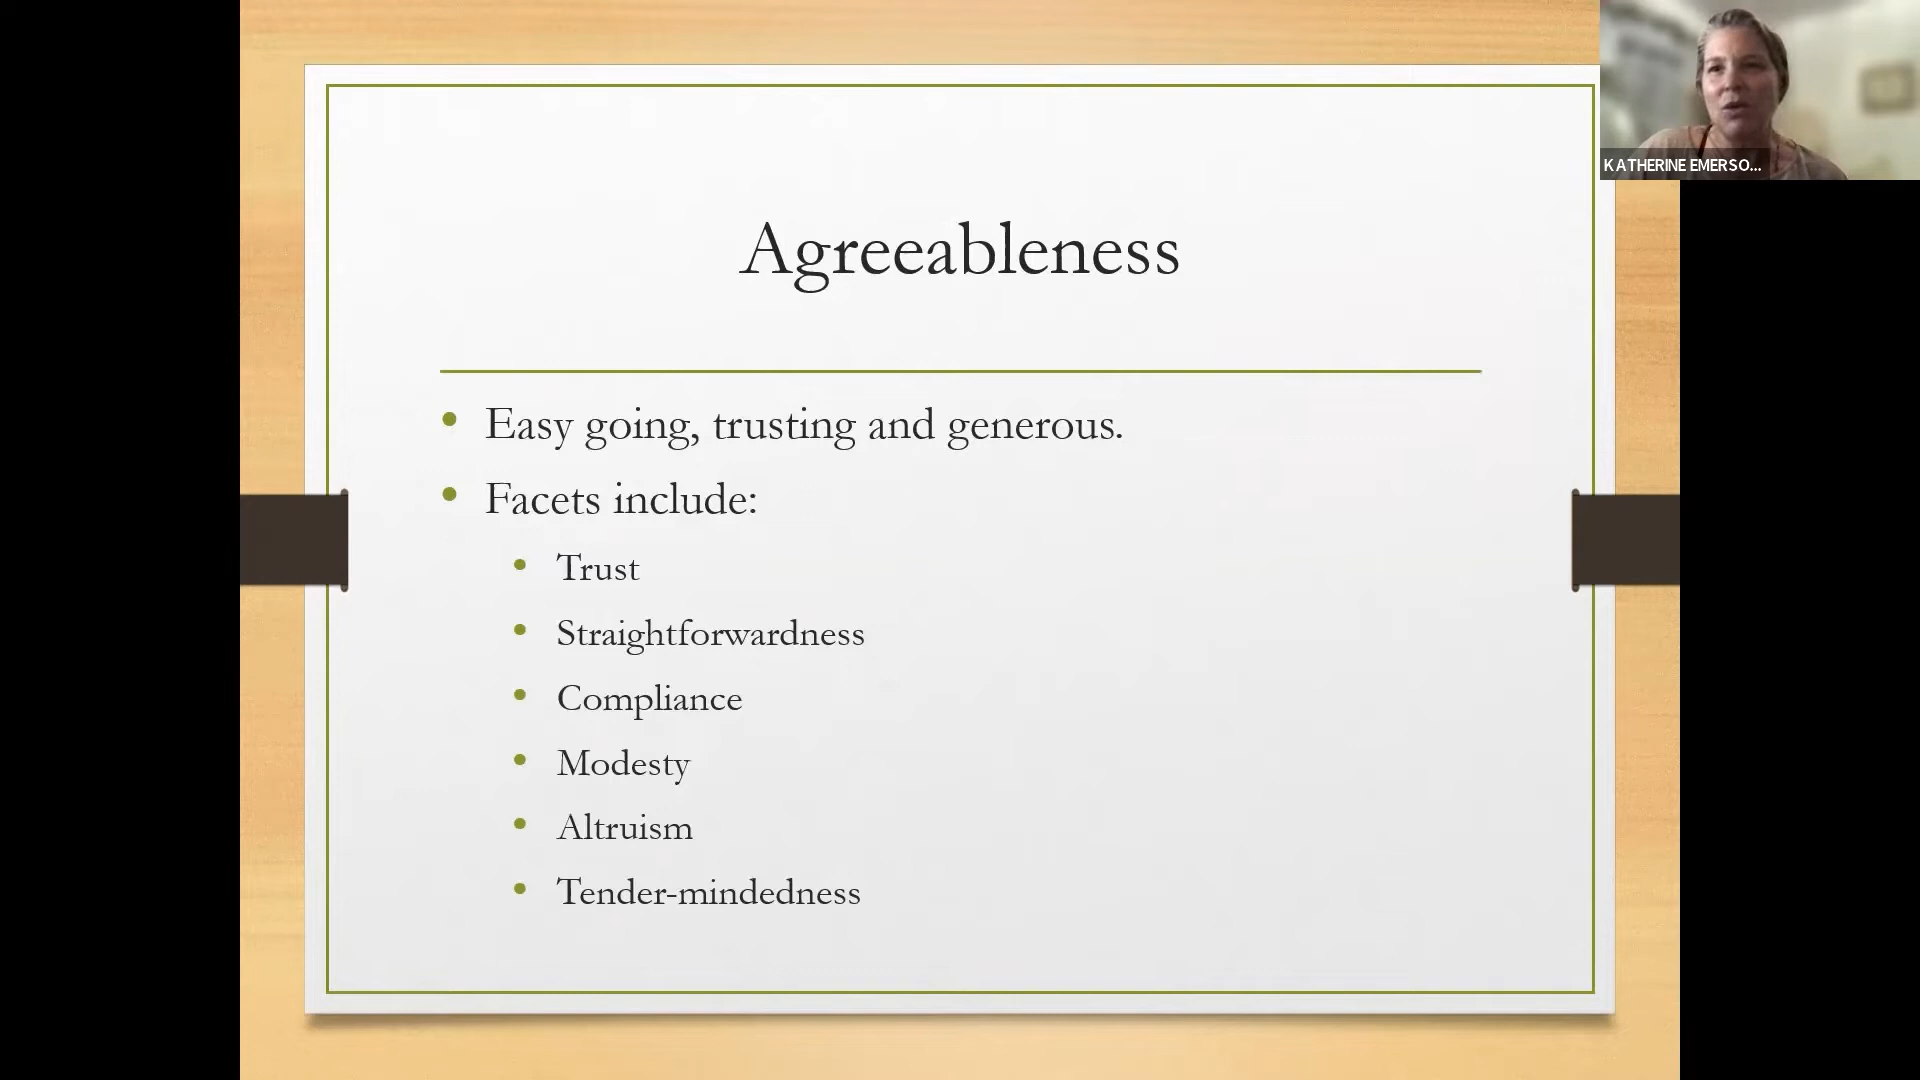 KATHERINE EMERSO...
Agreeableness
Easy going, trusting and generous.
Facets include:
Trust
Straightforwardness
Compliance
Modesty
Altruism
Tender-mindedness